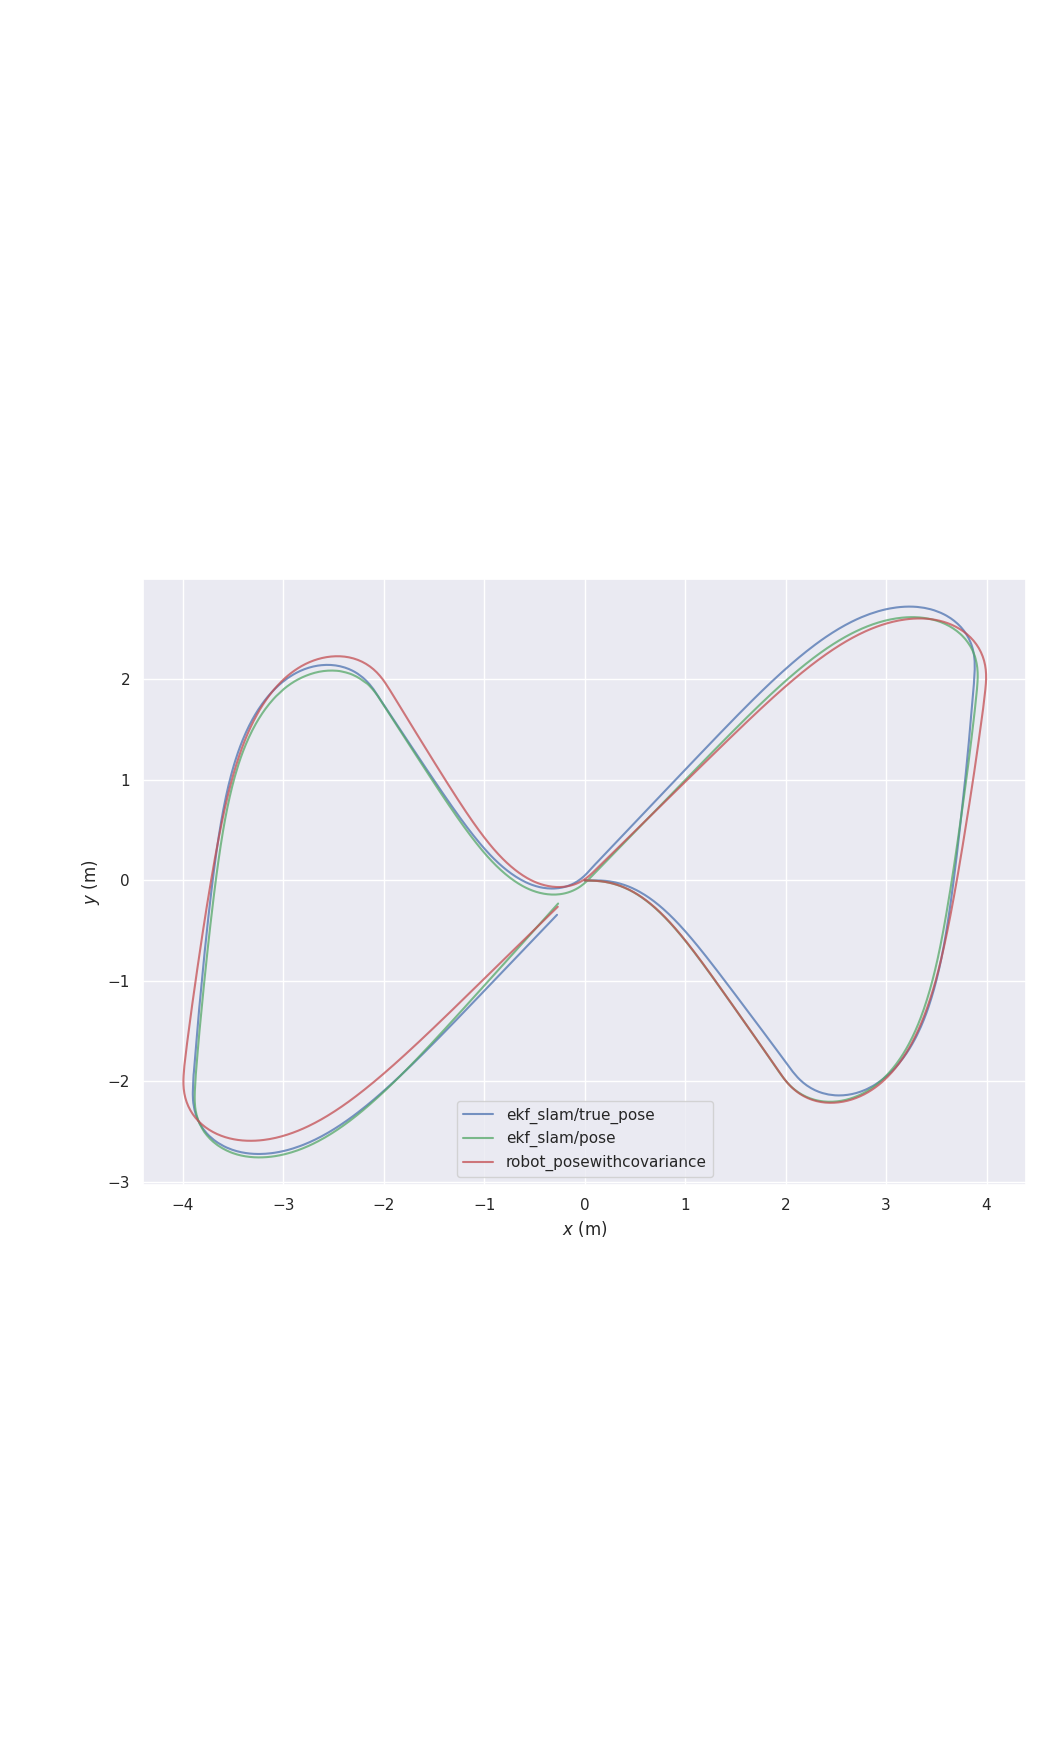 2
1
0
−1
−2
−3
y (m)
ekf_slam/true_pose
ekf_slam/pose
robot_posewithcovariance
−4 −3 −2 −1 0 1 2 3 4
x (m)